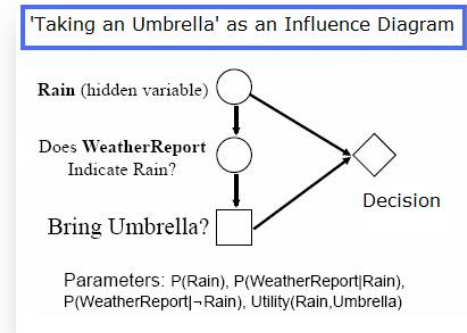 'Taking an Umbrella' as an Influence Diagram
Rain (hidden variable)
Does WeatherReport
Indicate Rain?
Decision
Bring Umbrella?
Parameters: P(Rain), P(WeatherReport|Rain),
P(WeatherReport|¬Rain), Utility(Rain,Umbrella)